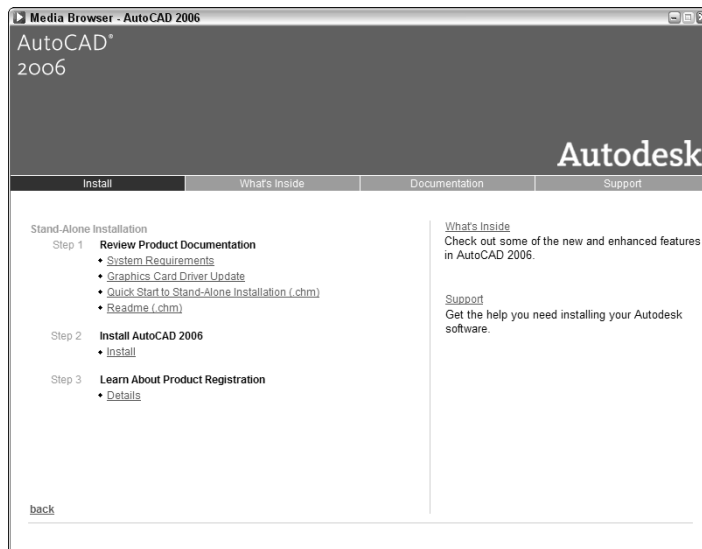 Media Browser - AutoCAD 2006
AutoCAD®
2006
Autodesk
Install What's Inside Documentation Support
Stand-Alone Installation
Step 1 Review Product Documentation
System Requirements
Graphics Card Driver Update
Quick Start to Stand-Alone Installation (.chm)
Readme (.chm)
Step 2 Install AutoCAD 2006
Install
Step 3 Learn About Product Registration
Details
What's Inside
Check out some of the new and enhanced features
in AutoCAD 2006.
Support
Get the help you need installing your Autodesk
software.
back